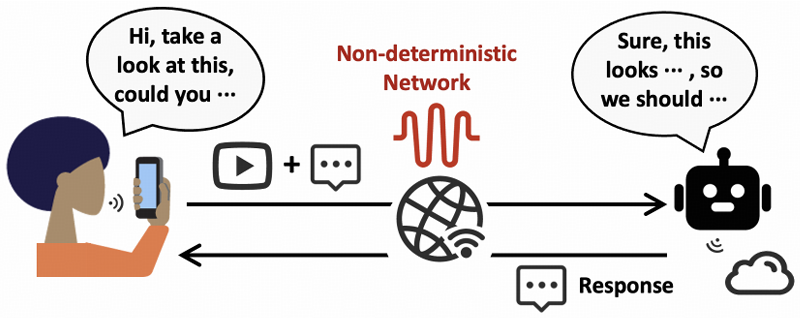 Hi, take a
look at this,
could you ···
Non-deterministic
Network
Sure, this
looks ··· , so
we should ···
+
Response